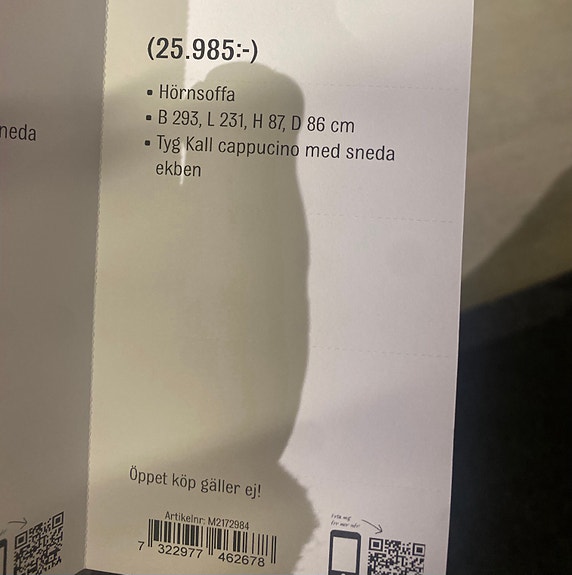 (25.985:-)
• Hörnsoffa
• B 293, L 231, H 87, D 86 cm
neda
• Tyg Kall cappucino med sneda
ekben
Öppet köp gäller ej!
Artikelnr: M2172984
7 322977 462678